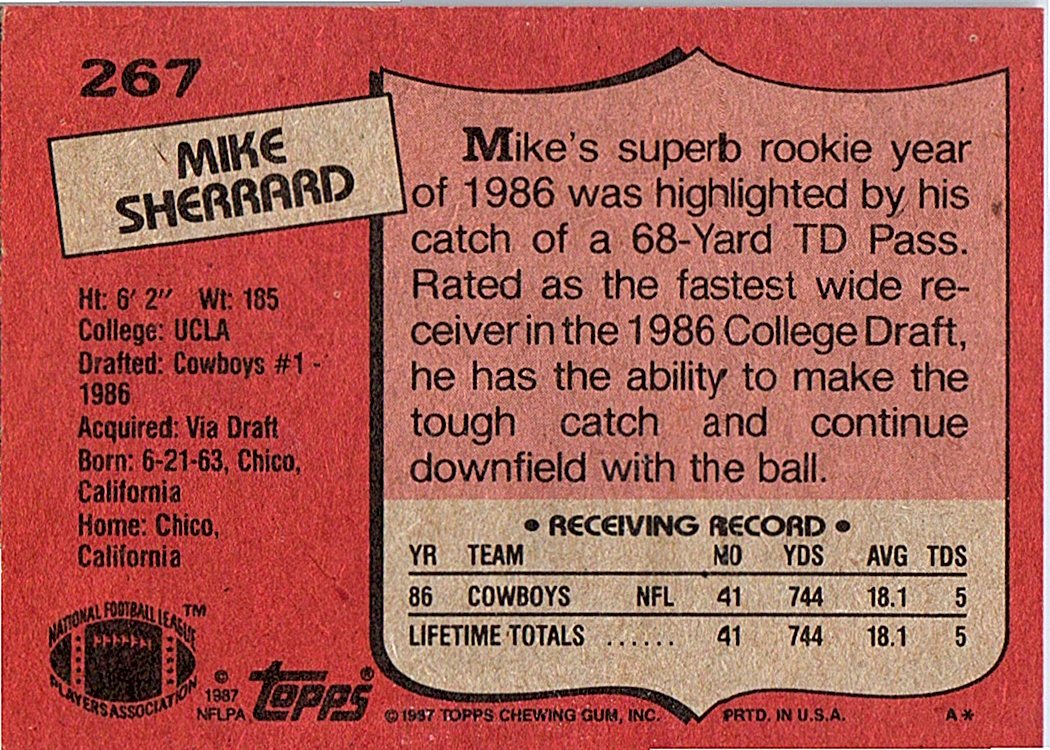 267
MIKE
SHERRARD
Ht: 6' 2" Wt: 185
College: UCLA
Drafted: Cowboys #1 -
1986
Acquired: Via Draft
Born: 6-21-63, Chico,
California
Home: Chico,
California
NATIONAL FOOTBALL LEAGUE ™
PLAYERS ASSOCIATION
© 1987 NFLPA
topps®
Mike's superb rookie year
of 1986 was highlighted by his
catch of a 68-Yard TD Pass.
Rated as the fastest wide re-
ceiver in the 1986 College Draft,
he has the ability to make the
tough catch and continue
downfield with the ball.
• RECEIVING RECORD •
YR TEAM NO YDS AVG TDS
86 COWBOYS NFL 41 744 18.1 5
LIFETIME TOTALS ...... 41 744 18.1 5
© 1987 TOPPS CHEWING GUM, INC. PRTD. IN U.S.A. A*